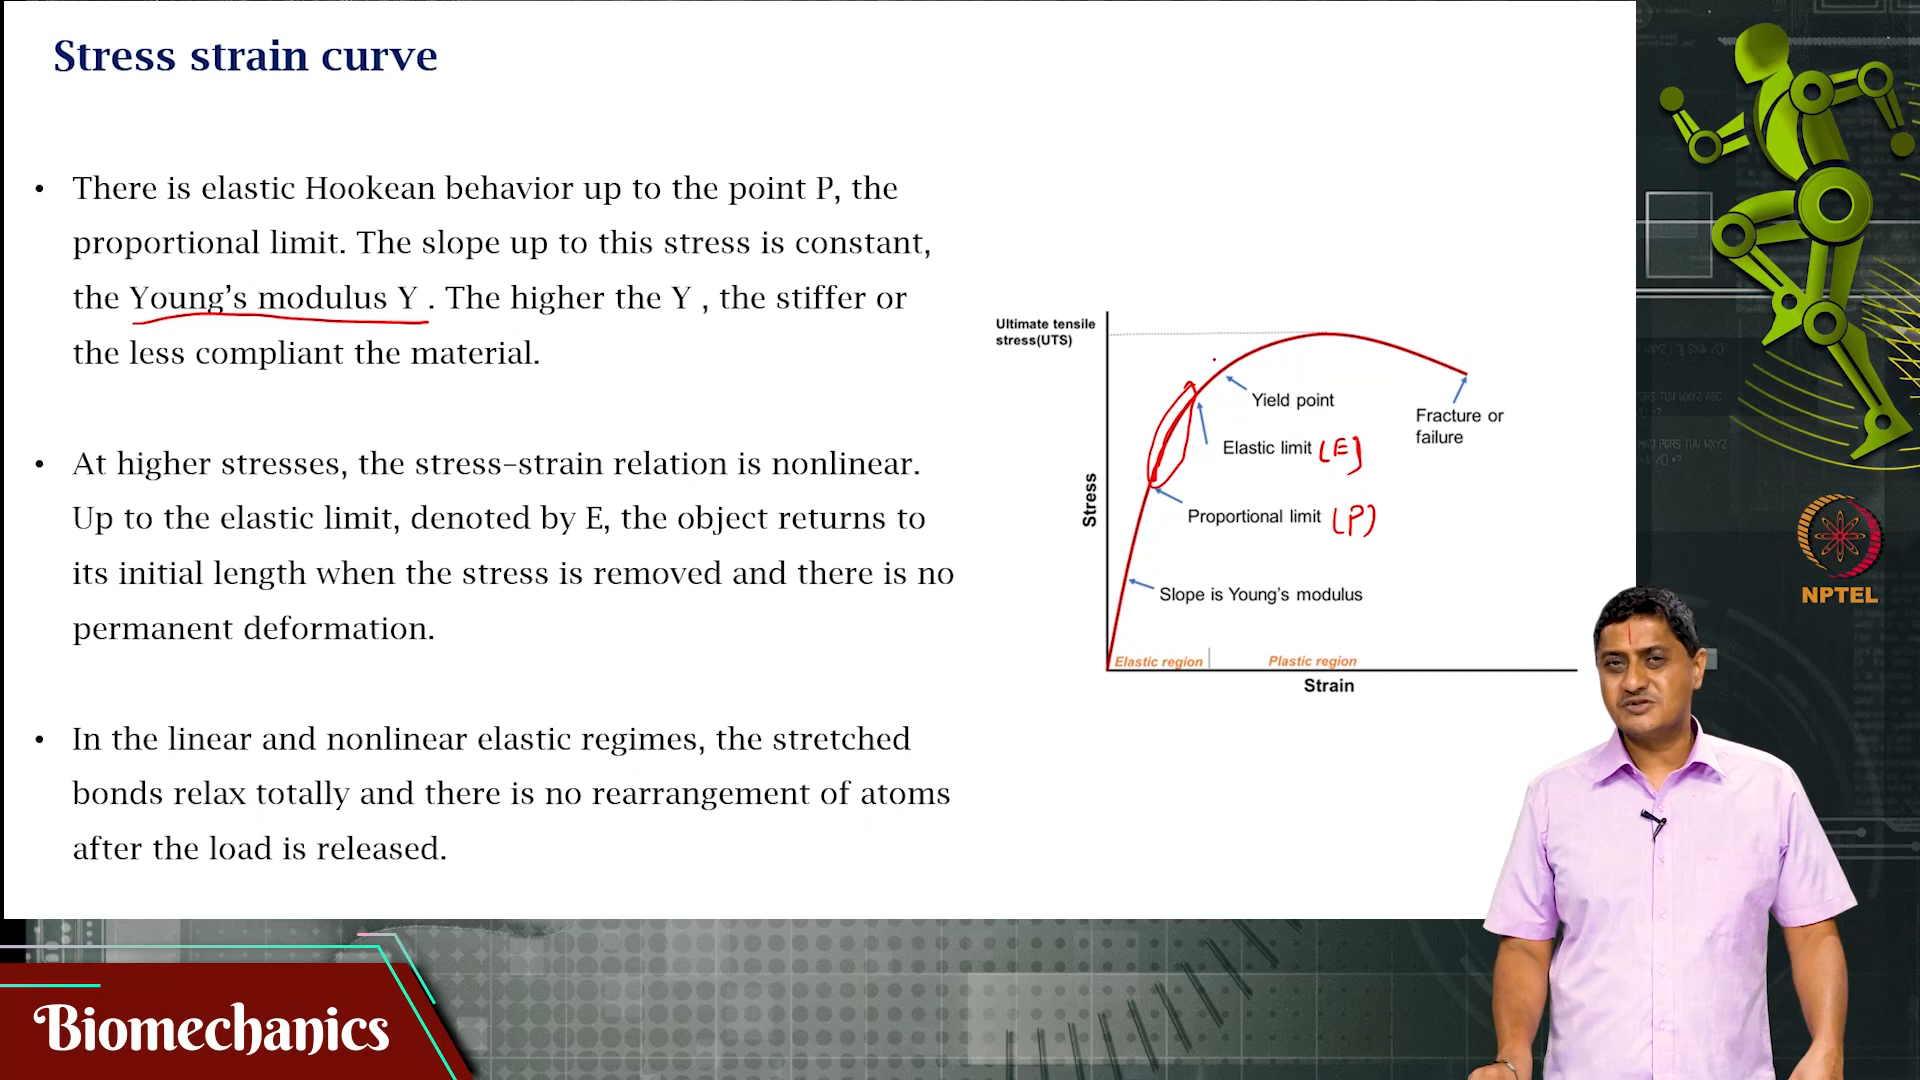 Stress strain curve
• There is elastic Hookean behavior up to the point P, the
proportional limit. The slope up to this stress is constant,
the Young’s modulus Y . The higher the Y , the stiffer or
the less compliant the material.
• At higher stresses, the stress–strain relation is nonlinear.
Up to the elastic limit, denoted by E, the object returns to
its initial length when the stress is removed and there is no
permanent deformation.
• In the linear and nonlinear elastic regimes, the stretched
bonds relax totally and there is no rearrangement of atoms
after the load is released.
Ultimate tensile
stress(UTS)
Yield point
Fracture or
failure
Elastic limit (E)
Proportional limit (P)
Stress
Slope is Young’s modulus
Elastic region
Plastic region
Strain
NPTEL
Biomechanics